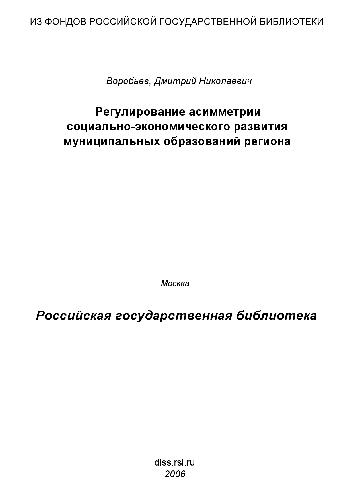 ИЗ ФОНДОВ РОССИЙСКОЙ ГОСУДАРСТВЕННОЙ БИБЛИОТЕКИ
Воробьев, Дмитрий Николаевич
Регулирование асимметрии
социально-экономического развития
муниципальных образований региона
Москва
Российская государственная библиотека
diss.rsl.ru
2006